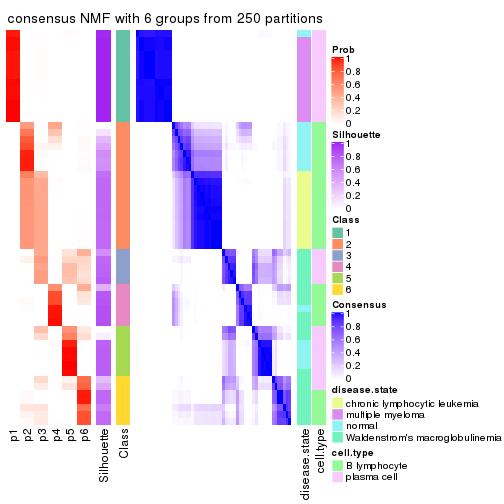 consensus NMF with 6 groups from 250 partitions
Prob
1
0.8
0.6
0.4
0.2
0
Silhouette
1
0.8
0.6
0.4
0.2
0
Class
1
2
3
4
5
6
Consensus
1
0.8
0.6
0.4
0.2
0
disease.state
chronic lymphocytic leukemia
multiple myeloma
normal
Waldenstrom's macroglobulinemia
cell.type
B lymphocyte
plasma cell
p1
p2
p3
p4
p5
p6
Silhouette
Class
disease.state
cell.type